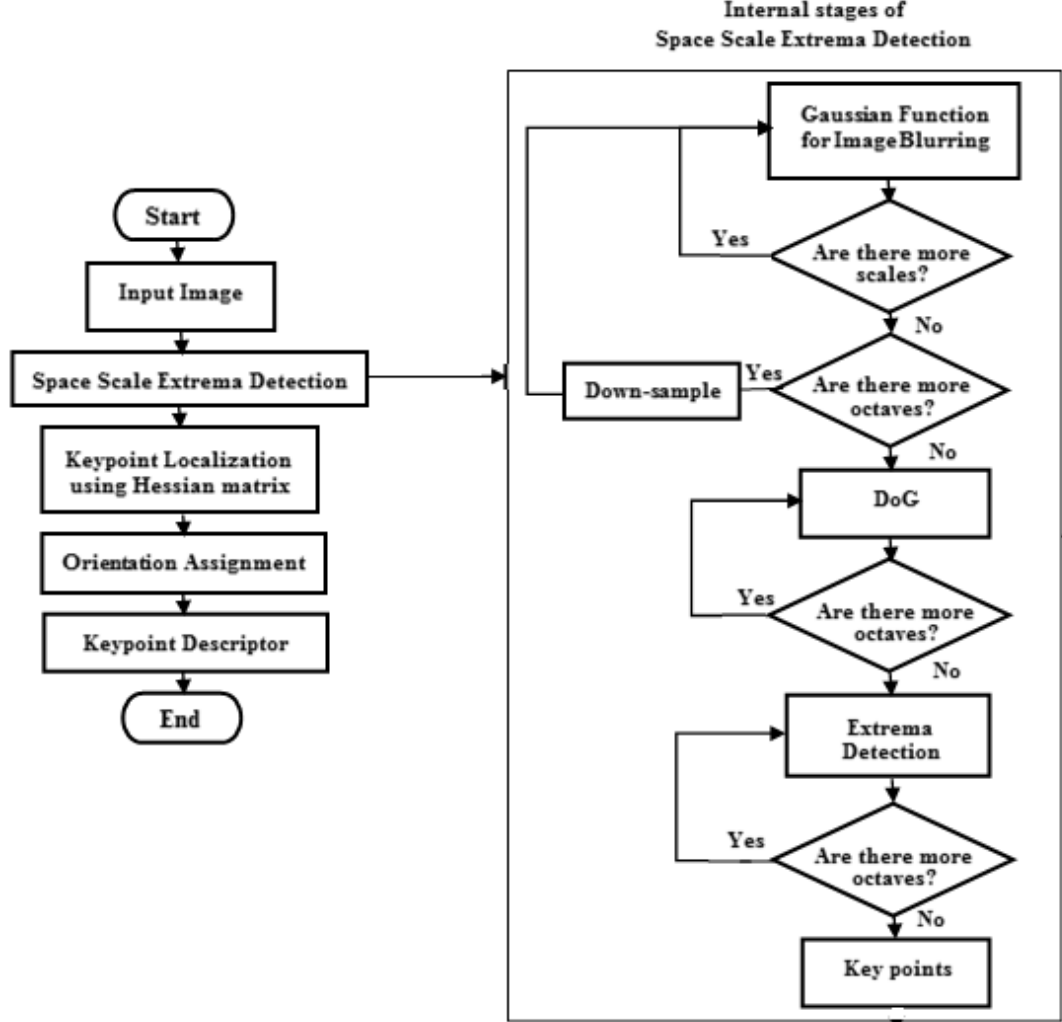 Internal stages of
Space Scale Extrema Detection
Start
Input Image
Space Scale Extrema Detection
Keypoint Localization
using Hessian matrix
Orientation Assignment
Keypoint Descriptor
End
Gaussian Function
for Image Blurring
Yes
Are there more
scales?
No
Down-sample
Yes
Are there more
octaves?
No
DoG
Yes
Are there more
octaves?
No
Extrema
Detection
Yes
Are there more
octaves?
No
Key points